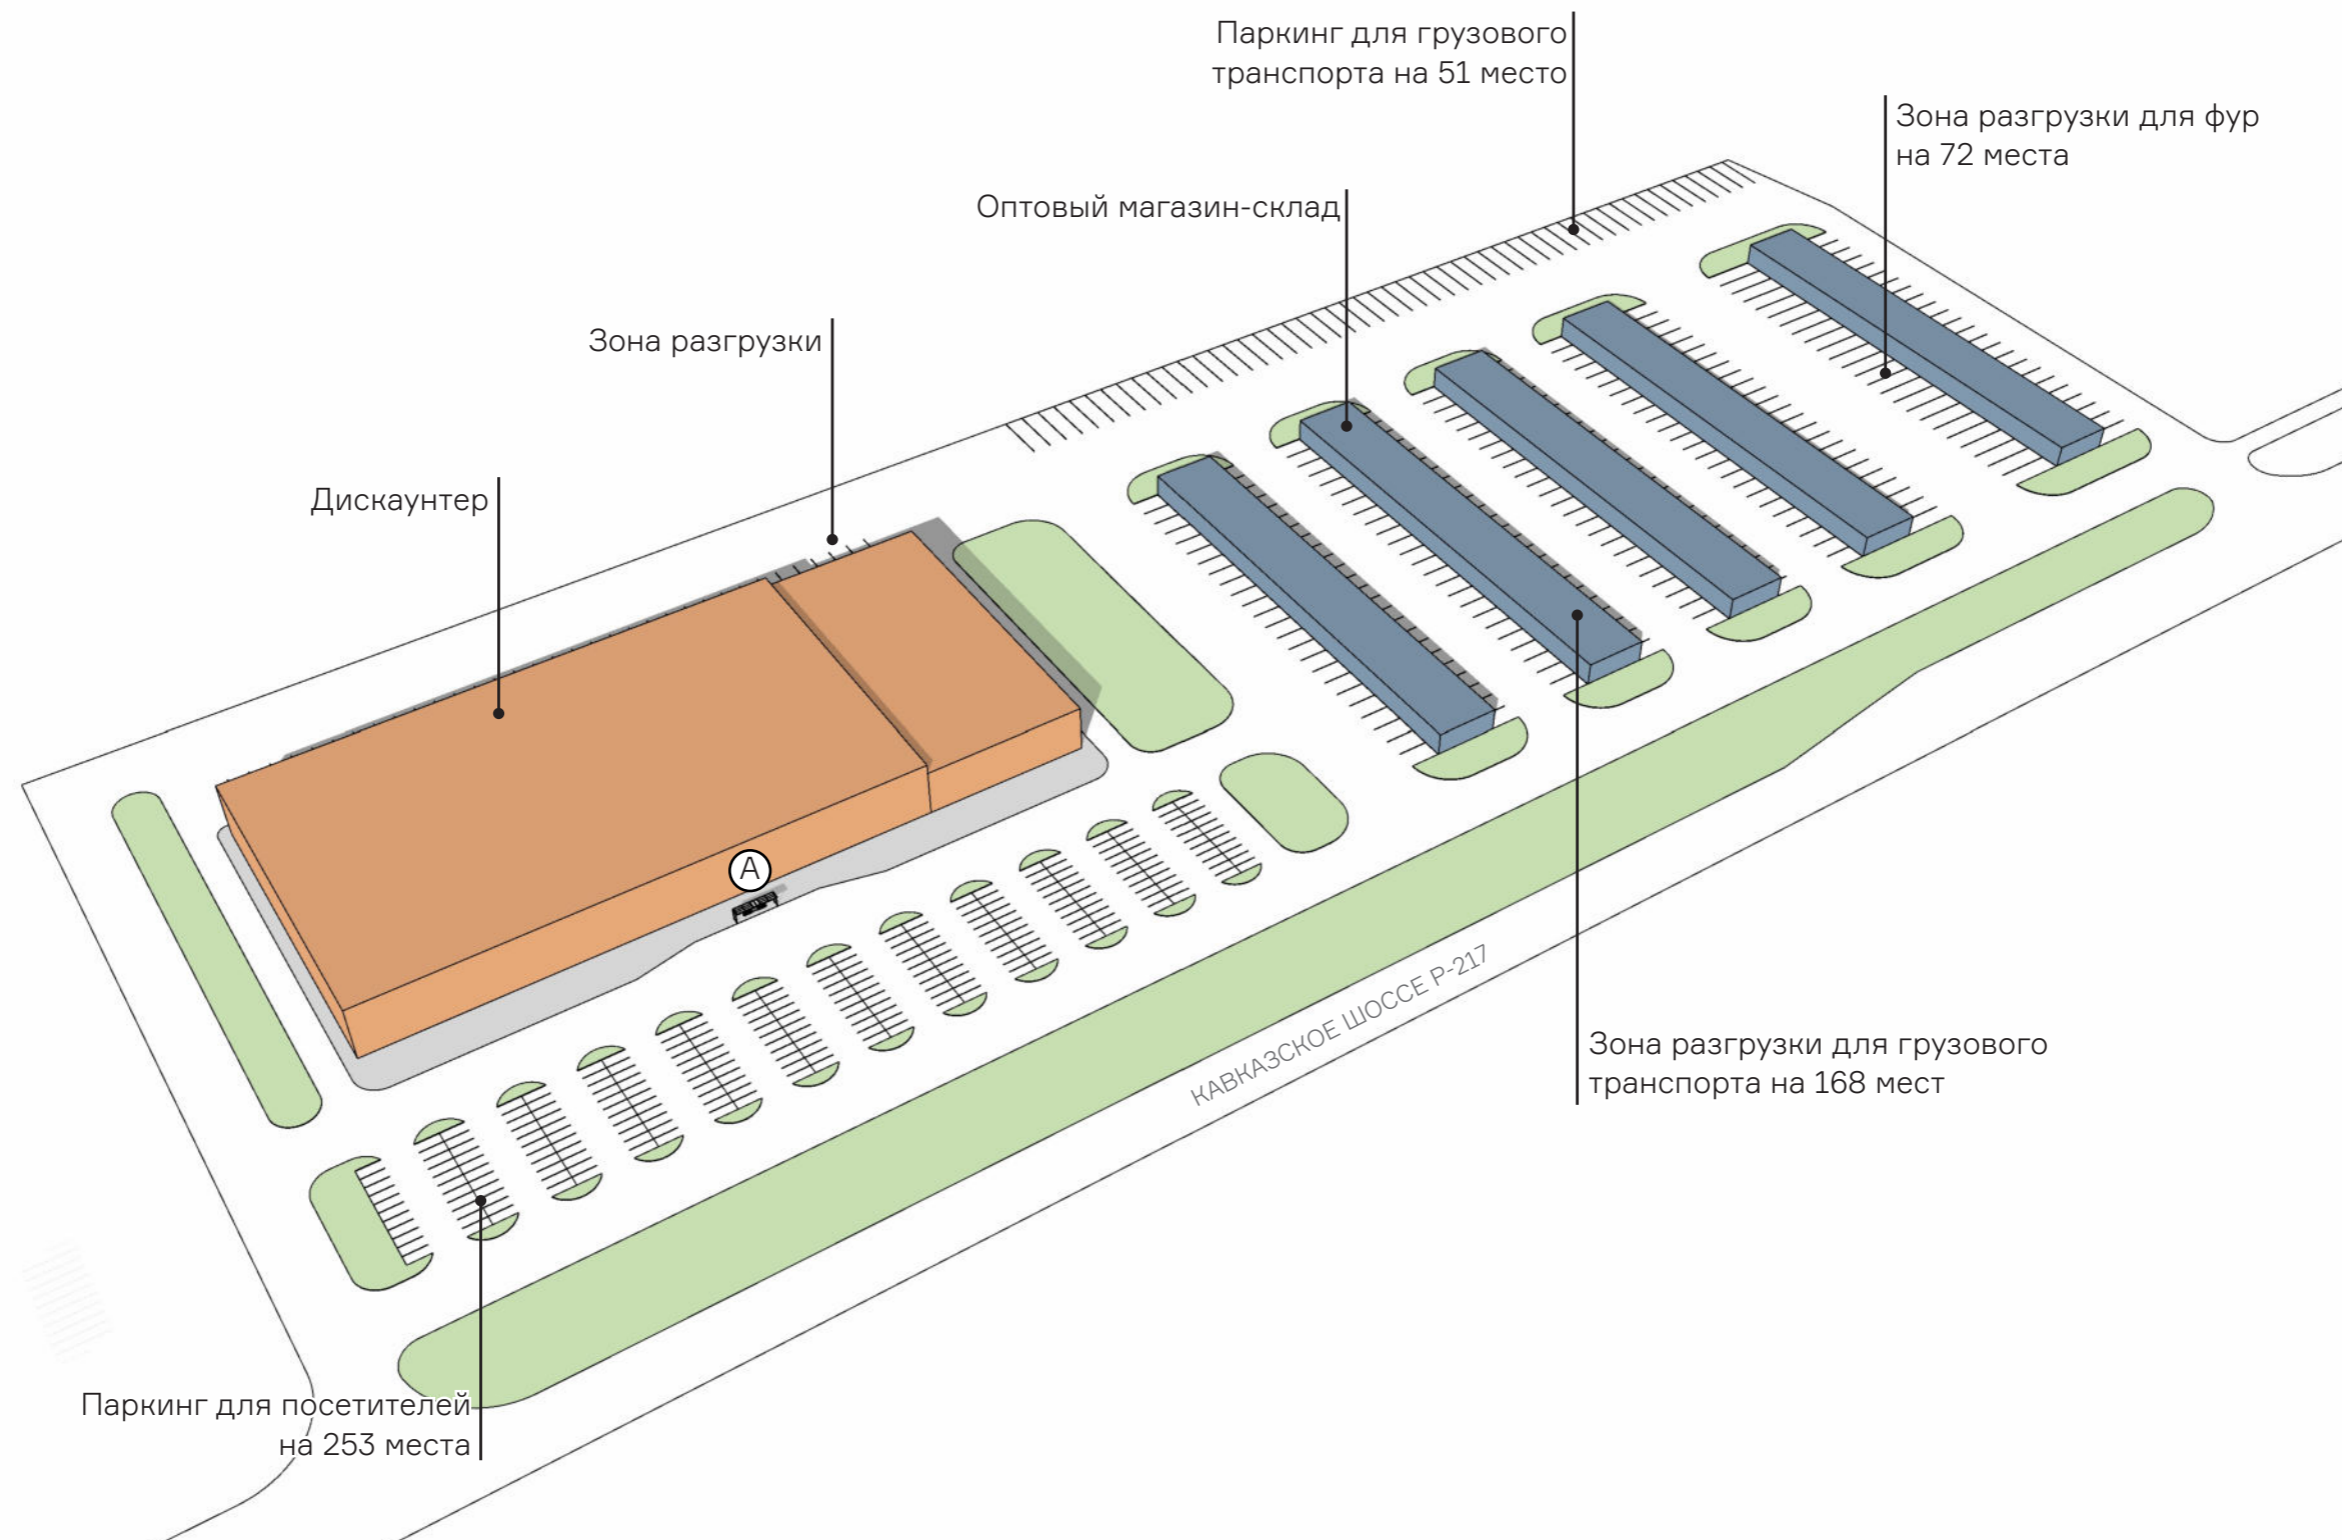 Паркинг для грузового
транспорта на 51 место
Зона разгрузки для фур
на 72 места
Оптовый магазин-склад
Зона разгрузки
Дискаунтер
А
КАВКАЗСКОЕ ШОССЕ Р-217
Зона разгрузки для грузового
транспорта на 168 мест
Паркинг для посетителей
на 253 места